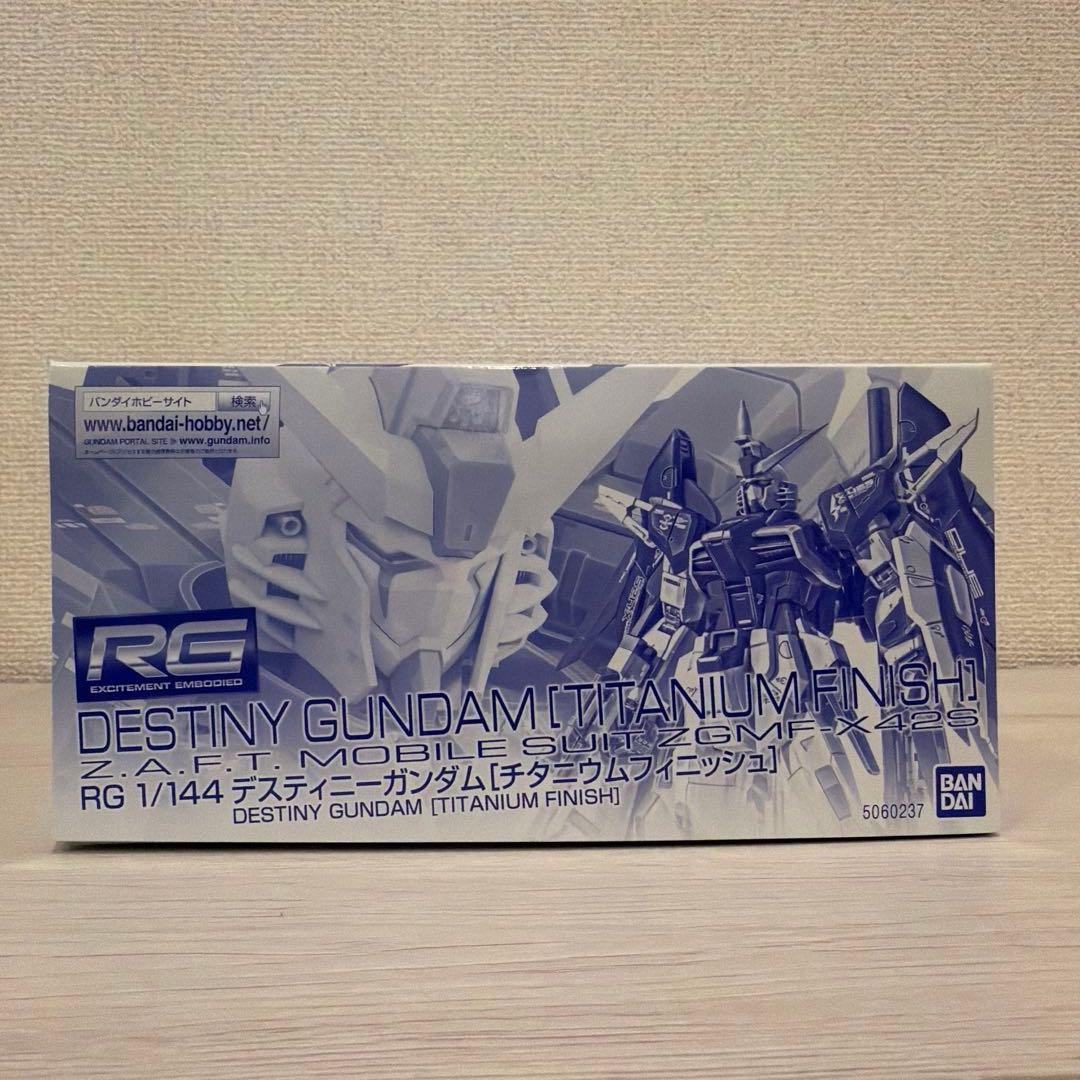 バンダイホビーサイト 検索
www.bandai-hobby.net/
GUNDAM PORTAL SITE ▶ www.gundam.info
RG
EXCITEMENT EMBODIED
DESTINY GUNDAM [TITANIUM FINISH]
Z.A.F.T. MOBILE SUIT ZGMF-X42S
RG 1/144 デスティニーガンダム[チタニウムフィニッシュ]
DESTINY GUNDAM [TITANIUM FINISH]
5060237
BAN
DAI